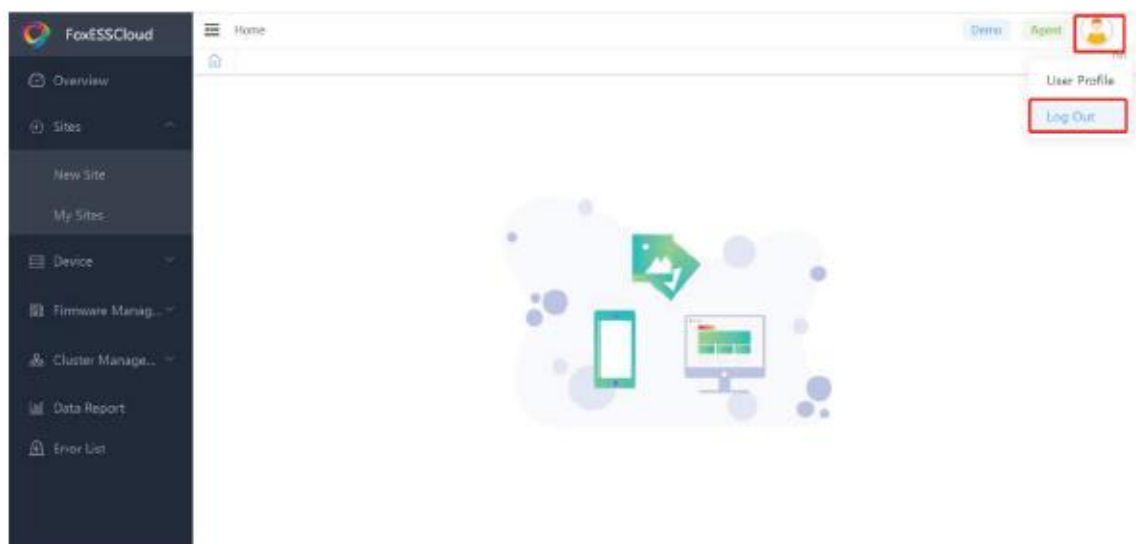 FoxESSCloud
Home
Demo
Agent
Overview
User Profile
Log Out
Sites
New Site
My Sites
Device
Firmware Manag...
Cluster Manage...
Data Report
Error List